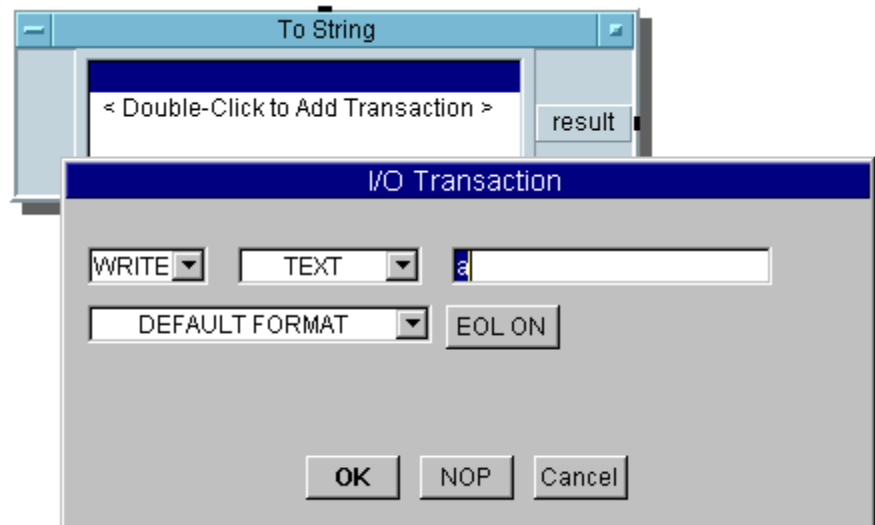 To String
< Double-Click to Add Transaction >
result
I/O Transaction
WRITE TEXT a
DEFAULT FORMAT EOL ON
OK NOP Cancel